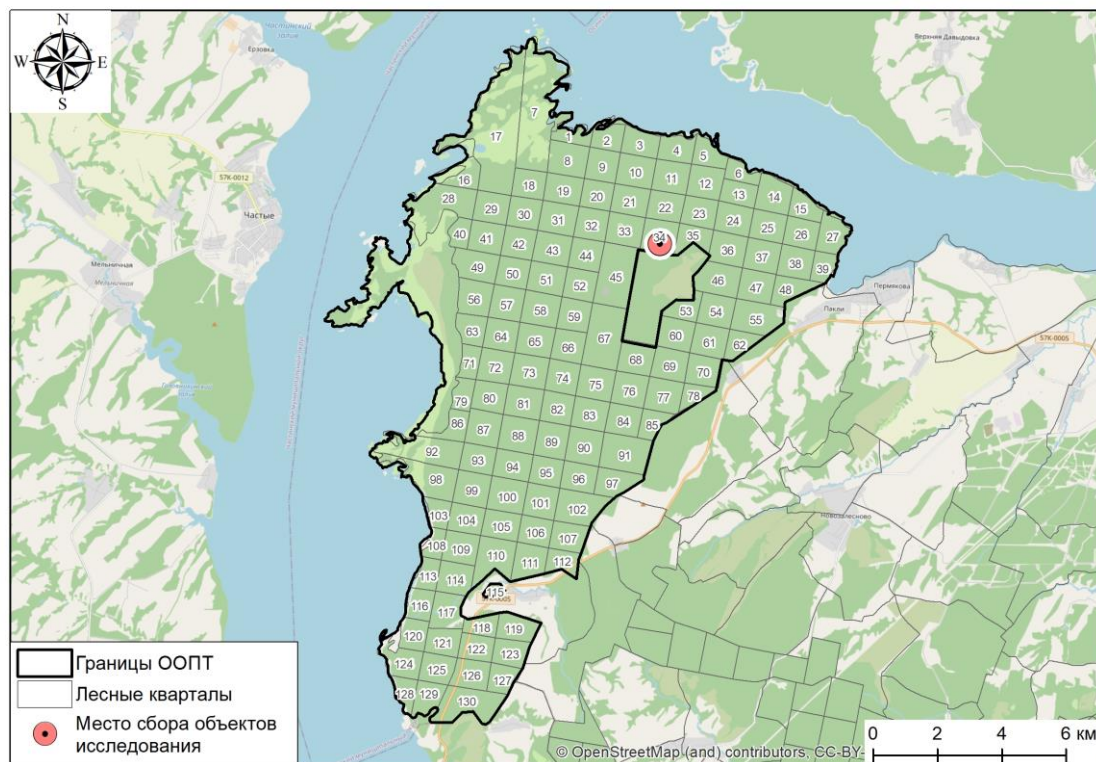 N
W E
S
Ерзовка
Верхняя Давыдовка
57К-0012
Частые
Мельничная
Мельничное
7
17
1 2 3 4 5
8 9 10 11 12 6 13 14 15
16 18 19 20 21 22 23 24 25 26 27
28 29 30 31 32 33 34 35 36 37 38 39
40 41 42 43 44 45 46 47 48
49 50 51 52 53 54 55
56 57 58 59 60 61 62
63 64 65 66 67 68 69 70
71 72 73 74 75 76 77 78
79 80 81 82 83 84 85
86 87 88 89 90 91
92 93 94 95 96 97
98 99 100 101 102
103 104 105 106 107
108 109 110 111 112
113 114 115
57К-0005
116 117 118 119
120 121 122 123
124 125 126 127
128 129 130
Пермякова
Пакли
57К-0005
Новозалесново
Границы ООПТ
Лесные кварталы
Место сбора объектов
исследования
© OpenStreetMap (and) contributors, CC-BY-
0 2 4 6 км